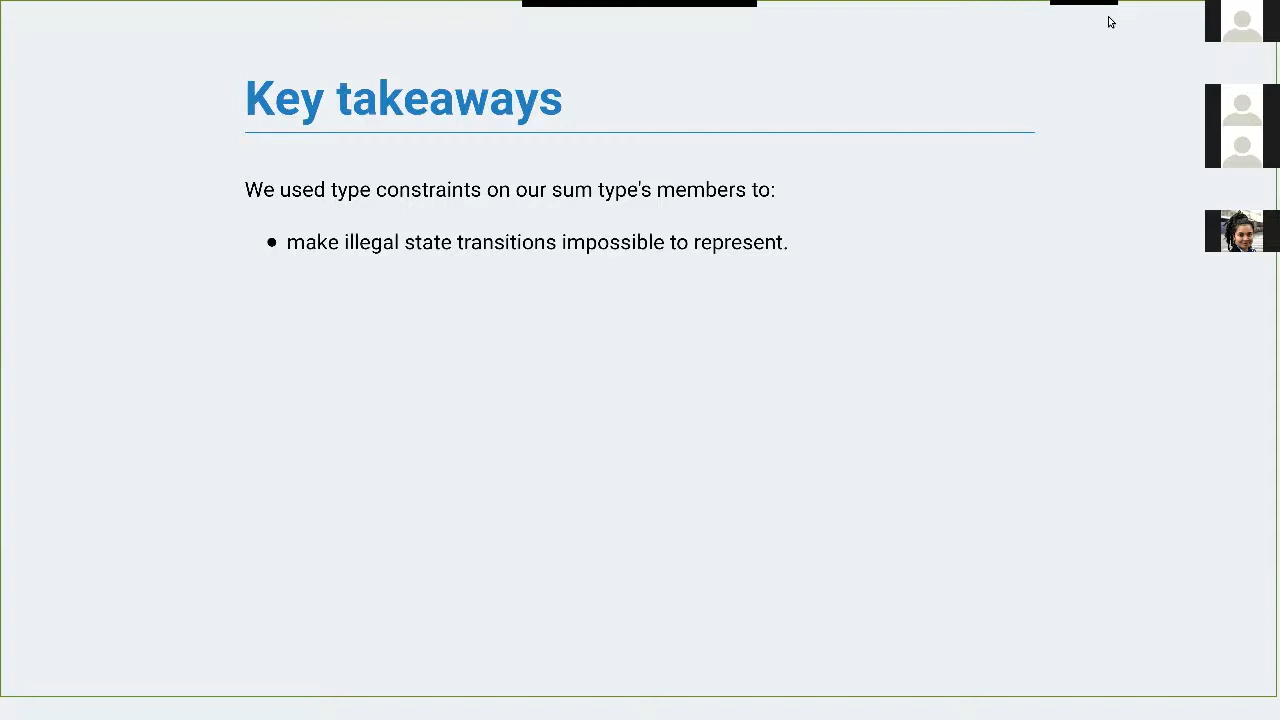 Key takeaways
We used type constraints on our sum type's members to:
● make illegal state transitions impossible to represent.